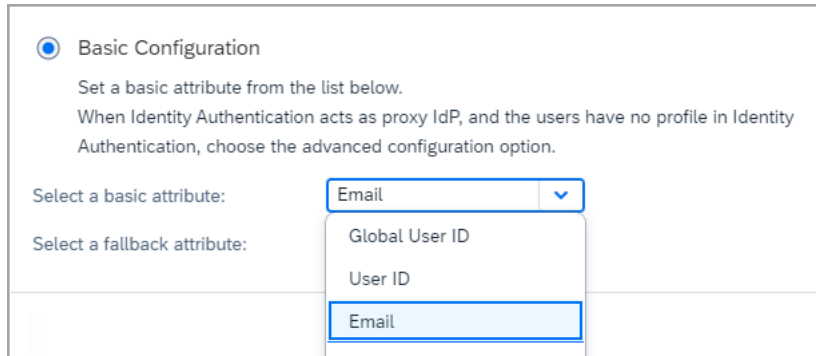 Basic Configuration
Set a basic attribute from the list below.
When Identity Authentication acts as proxy IdP, and the users have no profile in Identity
Authentication, choose the advanced configuration option.
Select a basic attribute: Email
Select a fallback attribute:
Global User ID
User ID
Email